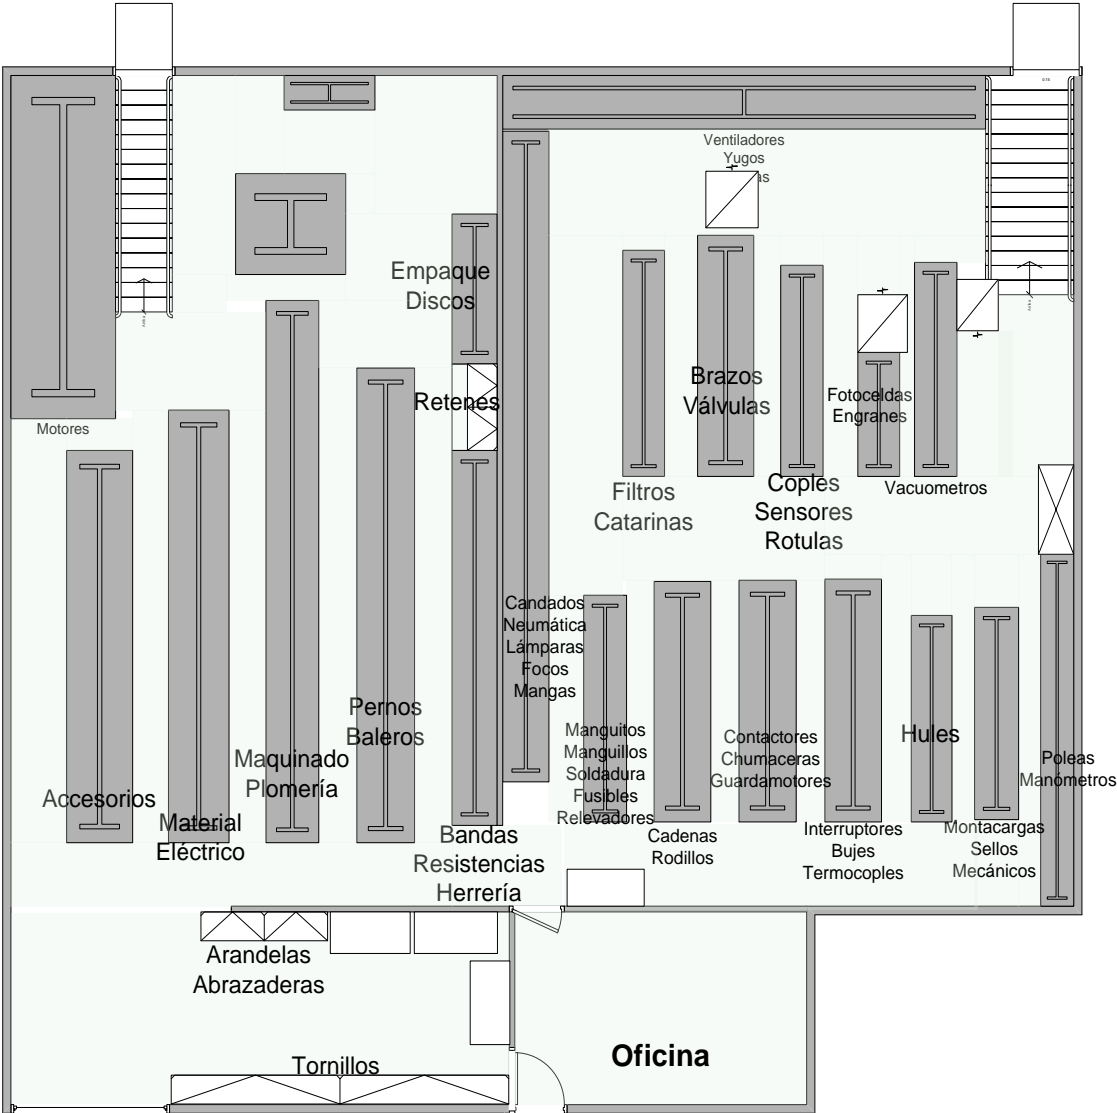 Ventiladores
Yugos
Empaque
Discos
Retenes
Motores
Brazos
Válvulas
Fotoceldas
Engranes
Filtros
Catarinas
Coples
Sensores
Rotulas
Vacuometros
Candados
Neumática
Lámparas
Focos
Mangas
Pernos
Baleros
Maquinado
Plomería
Accesorios
Material
Eléctrico
Bandas
Resistencias
Herrería
Manguitos
Manguillos
Soldadura
Fusibles
Relevadores
Cadenas
Rodillos
Contactores
Chumaceras
Guardamotores
Interruptores
Bujes
Termocoples
Hules
Montacargas
Sellos
Mecánicos
Poleas
Manómetros
Arandelas
Abrazaderas
Tornillos
Oficina